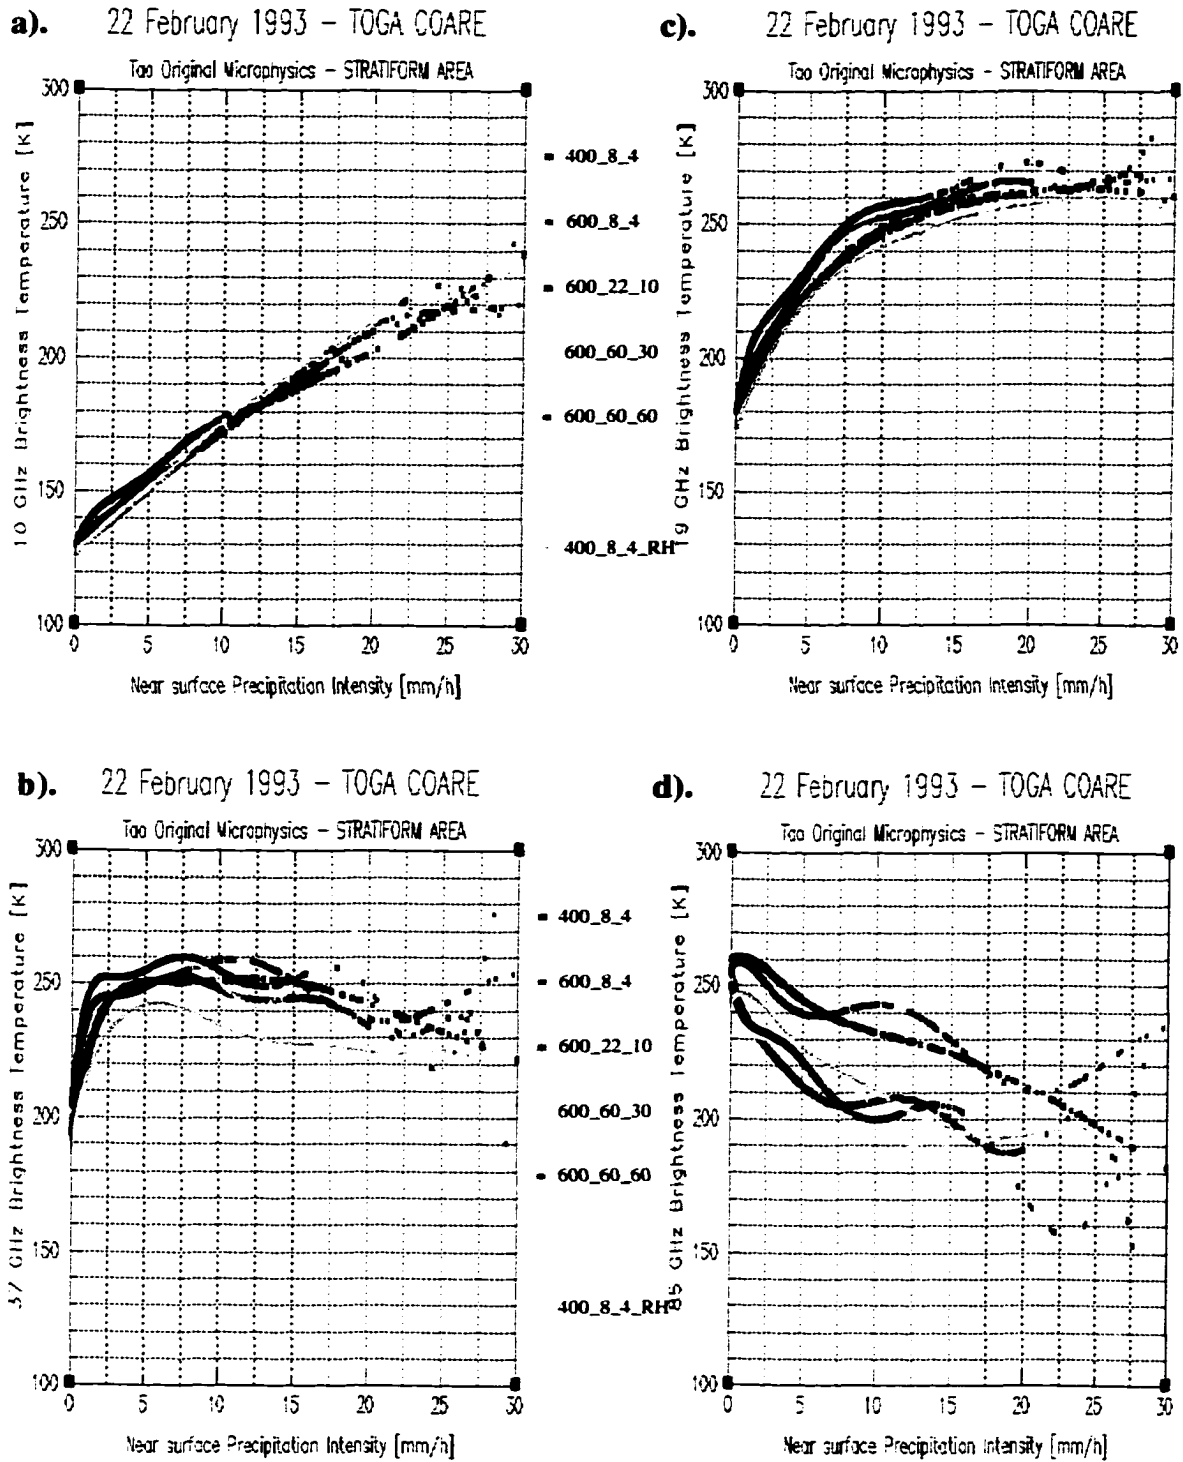 a). 22 February 1993 – TOGA COARE
Tao Original Microphysics – STRATIFORM AREA
10 GHz Brightness Temperature [K]
300
250
200
150
100
0 5 10 15 20 25 30
Near surface Precipitation Intensity [mm/h]
400_8_4
600_8_4
600_22_10
600_60_30
600_60_60
400_8_4_RH
c). 22 February 1993 – TOGA COARE
Tao Original Microphysics – STRATIFORM AREA
19 GHz Brightness Temperature [K]
300
250
200
150
100
0 5 10 15 20 25 30
Near surface Precipitation Intensity [mm/h]
b). 22 February 1993 – TOGA COARE
Tao Original Microphysics – STRATIFORM AREA
37 GHz Brightness Temperature [K]
300
250
200
150
100
0 5 10 15 20 25 30
Near surface Precipitation Intensity [mm/h]
400_8_4
600_8_4
600_22_10
600_60_30
600_60_60
400_8_4_RH
d). 22 February 1993 – TOGA COARE
Tao Original Microphysics – STRATIFORM AREA
85 GHz Brightness Temperature [K]
300
250
200
150
100
0 5 10 15 20 25 30
Near surface Precipitation Intensity [mm/h]